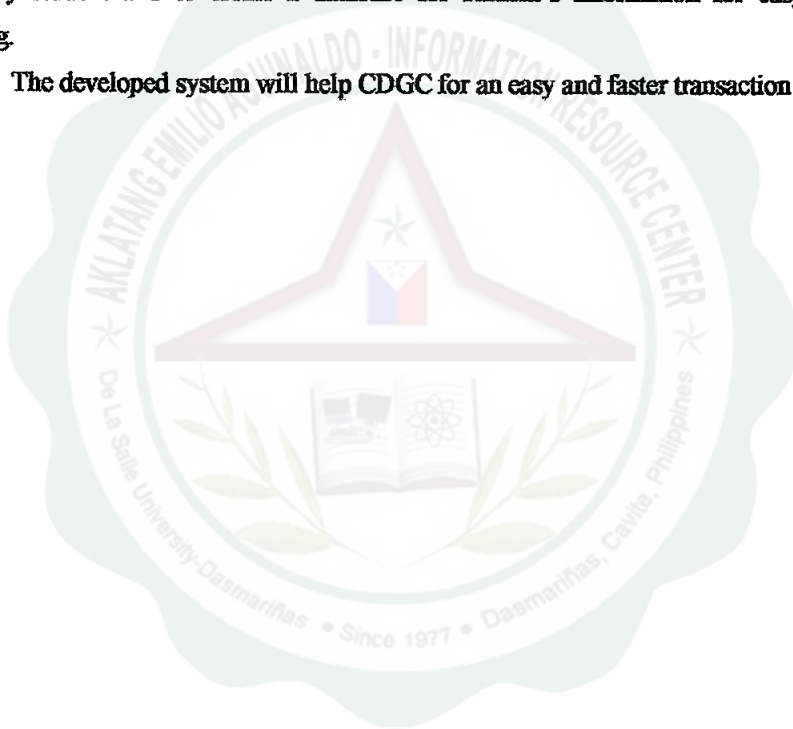 The developed system will help CDGC for an easy and faster transaction
AKLATANG EMILIO AGUINALDO - INFORMATION RESOURCE CENTER
De La Salle University-Dasmariñas • Since 1977 • Dasmariñas, Cavite, Philippines